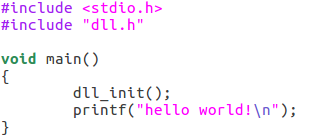 #include <stdio.h>
#include "dll.h"

void main()
{
        dll_init();
        printf("hello world!\n");
}